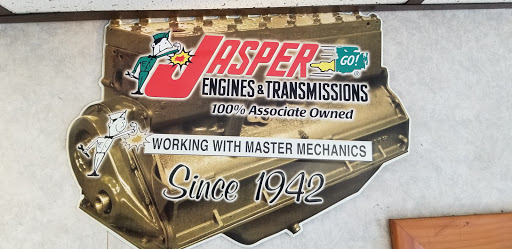 JASPER GO!
ENGINES & TRANSMISSIONS
100% Associate Owned
WORKING WITH MASTER MECHANICS
Since 1942